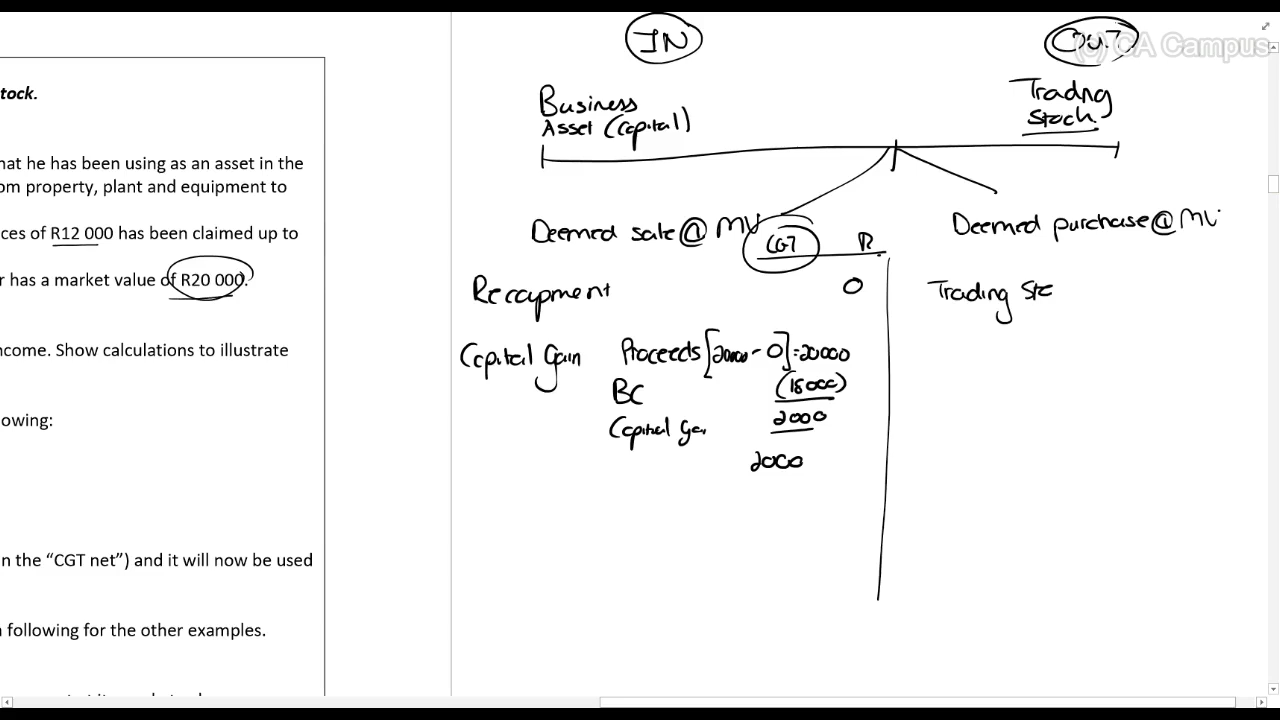 (c) CA Campus
IN
OUT
tock.
Business
Asset (Capital)
Trading
Stock
hat he has been using as an asset in the
om property, plant and equipment to
ces of R12 000 has been claimed up to
r has a market value of R20 000.
Deemed sale @ MV
Deemed purchase @ MV
CGT R
Recoupment 0
Trading Sto
ncome. Show calculations to illustrate
Capital Gain Proceeds [20000 - 0] = 20000
BC (18000)
2000
Capital Gai
2000
owing:
n the “CGT net”) and it will now be used
n following for the other examples.